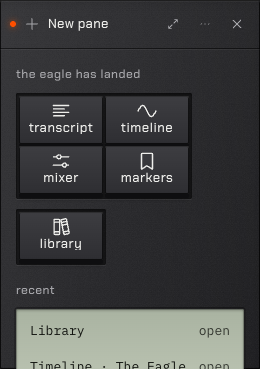 New pane
the eagle has landed
transcript timeline
mixer markers
library
recent
Library open
Timeline · The Eagle open